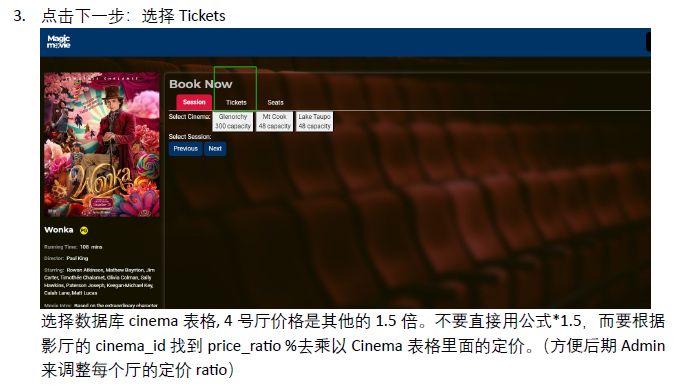 3. 点击下一步：选择 Tickets
Magic
movie
Book Now
Session Tickets Seats
Select Cinema: Glenorchy Mt Cook Lake Taupo
300 capacity 48 capacity 48 capacity
Select Session:
Previous Next
Wonka
Wonka PG
Running Time: 108 mins
Director: Paul King
Starring: Rowan Atkinson, Mathew Baynton, Jim
Carter, Timothée Chalamet, Olivia Colman, Sally
Hawkins, Paterson Joseph, Keegan-Michael Key,
Calah Lane, Matt Lucas
Movie Intro: Based on the extraordinary character
选择数据库 cinema 表格, 4 号厅价格是其他的 1.5 倍。不要直接用公式*1.5，而要根据
影厅的 cinema_id 找到 price_ratio %去乘以 Cinema 表格里面的定价。（方便后期 Admin
来调整每个厅的定价 ratio）